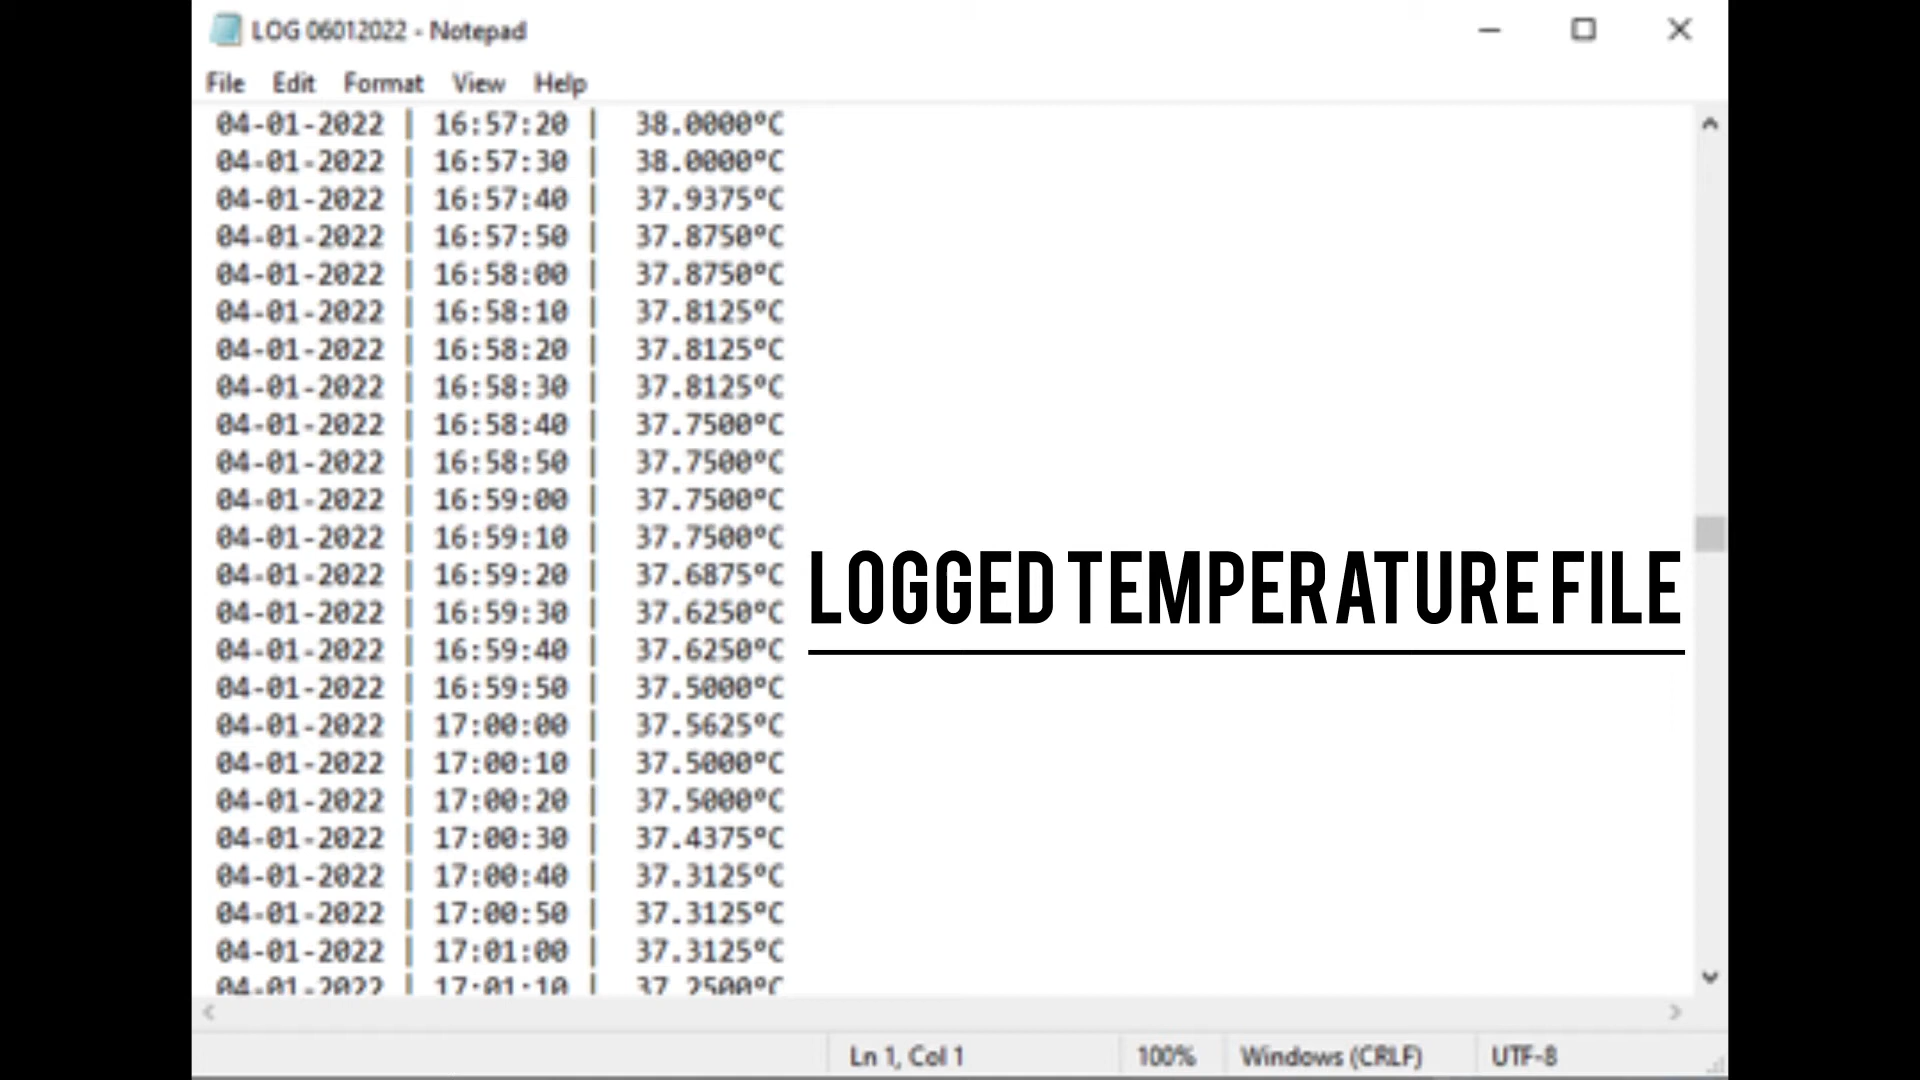 LOG 06012022 - Notepad
File Edit Format View Help
04-01-2022 | 16:57:20 | 38.0000°C
04-01-2022 | 16:57:30 | 38.0000°C
04-01-2022 | 16:57:40 | 37.9375°C
04-01-2022 | 16:57:50 | 37.8750°C
04-01-2022 | 16:58:00 | 37.8750°C
04-01-2022 | 16:58:10 | 37.8125°C
04-01-2022 | 16:58:20 | 37.8125°C
04-01-2022 | 16:58:30 | 37.8125°C
04-01-2022 | 16:58:40 | 37.7500°C
04-01-2022 | 16:58:50 | 37.7500°C
04-01-2022 | 16:59:00 | 37.7500°C
04-01-2022 | 16:59:10 | 37.7500°C
04-01-2022 | 16:59:20 | 37.6875°C
LOGGED TEMPERATURE FILE
04-01-2022 | 16:59:30 | 37.6250°C
04-01-2022 | 16:59:40 | 37.6250°C
04-01-2022 | 16:59:50 | 37.5000°C
04-01-2022 | 17:00:00 | 37.5625°C
04-01-2022 | 17:00:10 | 37.5000°C
04-01-2022 | 17:00:20 | 37.5000°C
04-01-2022 | 17:00:30 | 37.4375°C
04-01-2022 | 17:00:40 | 37.3125°C
04-01-2022 | 17:00:50 | 37.3125°C
04-01-2022 | 17:01:00 | 37.3125°C
04-01-2022 | 17:01:10 | 37.2500°C
Ln 1, Col 1 100% Windows (CRLF) UTF-8